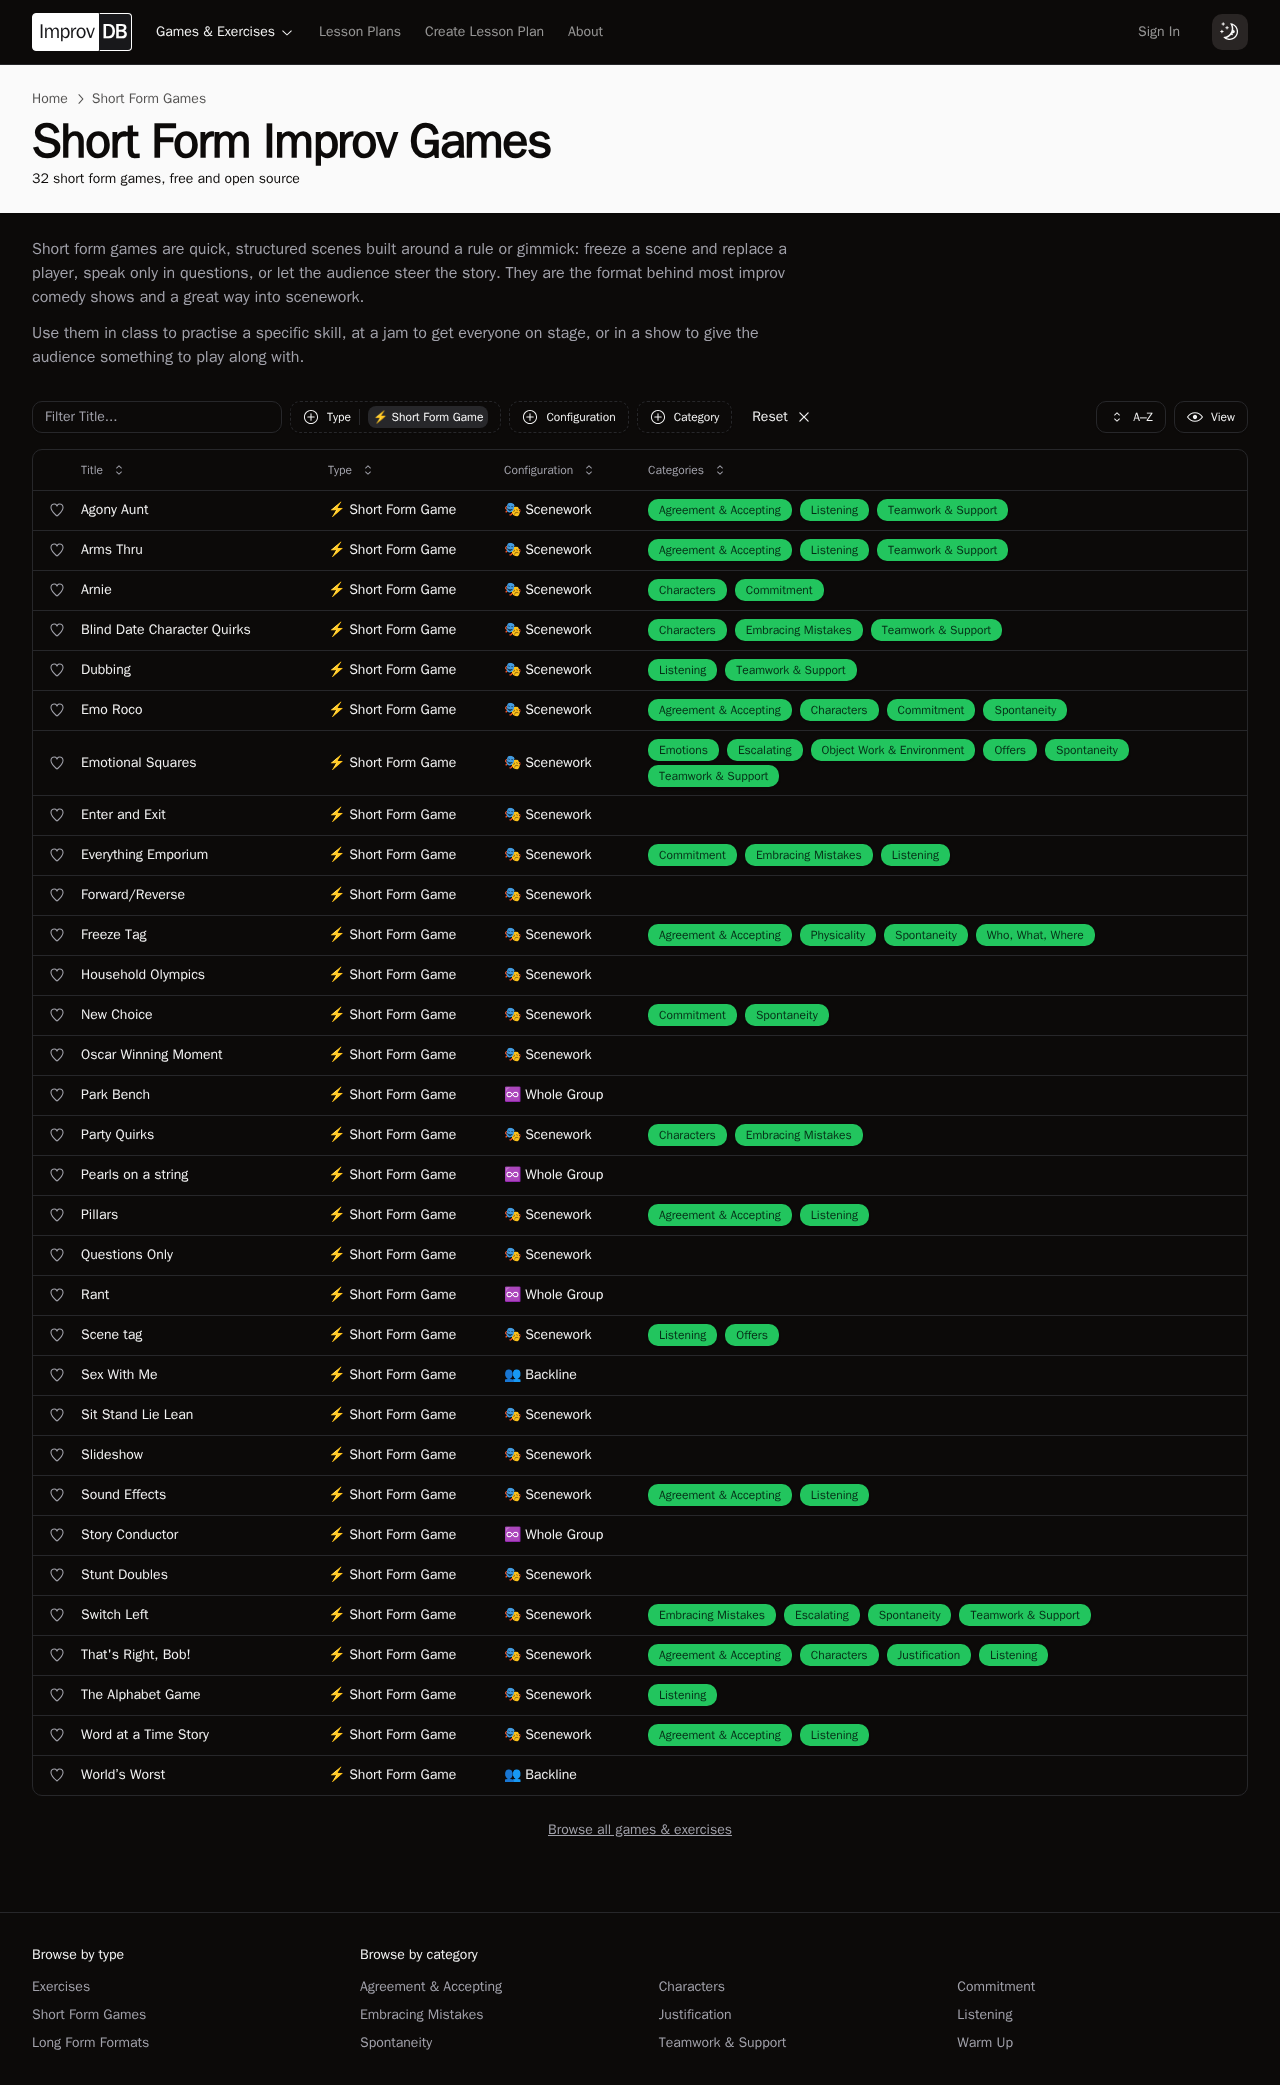 Improv DB Games & Exercises Lesson Plans Create Lesson Plan About Sign In
Home Short Form Games
Short Form Improv Games
32 short form games, free and open source
Short form games are quick, structured scenes built around a rule or gimmick: freeze a scene and replace a
player, speak only in questions, or let the audience steer the story. They are the format behind most improv
comedy shows and a great way into scenework.
Use them in class to practise a specific skill, at a jam to get everyone on stage, or in a show to give the
audience something to play along with.
Filter Title... Type ⚡ Short Form Game Configuration Category Reset A–Z View
Title Type Configuration Categories
Agony Aunt ⚡ Short Form Game 🎭 Scenework Agreement & Accepting Listening Teamwork & Support
Arms Thru ⚡ Short Form Game 🎭 Scenework Agreement & Accepting Listening Teamwork & Support
Arnie ⚡ Short Form Game 🎭 Scenework Characters Commitment
Blind Date Character Quirks ⚡ Short Form Game 🎭 Scenework Characters Embracing Mistakes Teamwork & Support
Dubbing ⚡ Short Form Game 🎭 Scenework Listening Teamwork & Support
Emo Roco ⚡ Short Form Game 🎭 Scenework Agreement & Accepting Characters Commitment Spontaneity
Emotional Squares ⚡ Short Form Game 🎭 Scenework Emotions Escalating Object Work & Environment Offers Spontaneity
Teamwork & Support
Enter and Exit ⚡ Short Form Game 🎭 Scenework
Everything Emporium ⚡ Short Form Game 🎭 Scenework Commitment Embracing Mistakes Listening
Forward/Reverse ⚡ Short Form Game 🎭 Scenework
Freeze Tag ⚡ Short Form Game 🎭 Scenework Agreement & Accepting Physicality Spontaneity Who, What, Where
Household Olympics ⚡ Short Form Game 🎭 Scenework
New Choice ⚡ Short Form Game 🎭 Scenework Commitment Spontaneity
Oscar Winning Moment ⚡ Short Form Game 🎭 Scenework
Park Bench ⚡ Short Form Game ♾️ Whole Group
Party Quirks ⚡ Short Form Game 🎭 Scenework Characters Embracing Mistakes
Pearls on a string ⚡ Short Form Game ♾️ Whole Group
Pillars ⚡ Short Form Game 🎭 Scenework Agreement & Accepting Listening
Questions Only ⚡ Short Form Game 🎭 Scenework
Rant ⚡ Short Form Game ♾️ Whole Group
Scene tag ⚡ Short Form Game 🎭 Scenework Listening Offers
Sex With Me ⚡ Short Form Game 👥 Backline
Sit Stand Lie Lean ⚡ Short Form Game 🎭 Scenework
Slideshow ⚡ Short Form Game 🎭 Scenework
Sound Effects ⚡ Short Form Game 🎭 Scenework Agreement & Accepting Listening
Story Conductor ⚡ Short Form Game ♾️ Whole Group
Stunt Doubles ⚡ Short Form Game 🎭 Scenework
Switch Left ⚡ Short Form Game 🎭 Scenework Embracing Mistakes Escalating Spontaneity Teamwork & Support
That's Right, Bob! ⚡ Short Form Game 🎭 Scenework Agreement & Accepting Characters Justification Listening
The Alphabet Game ⚡ Short Form Game 🎭 Scenework Listening
Word at a Time Story ⚡ Short Form Game 🎭 Scenework Agreement & Accepting Listening
World's Worst ⚡ Short Form Game 👥 Backline
Browse all games & exercises
Browse by type Browse by category
Exercises Agreement & Accepting Characters Commitment
Short Form Games Embracing Mistakes Justification Listening
Long Form Formats Spontaneity Teamwork & Support Warm Up